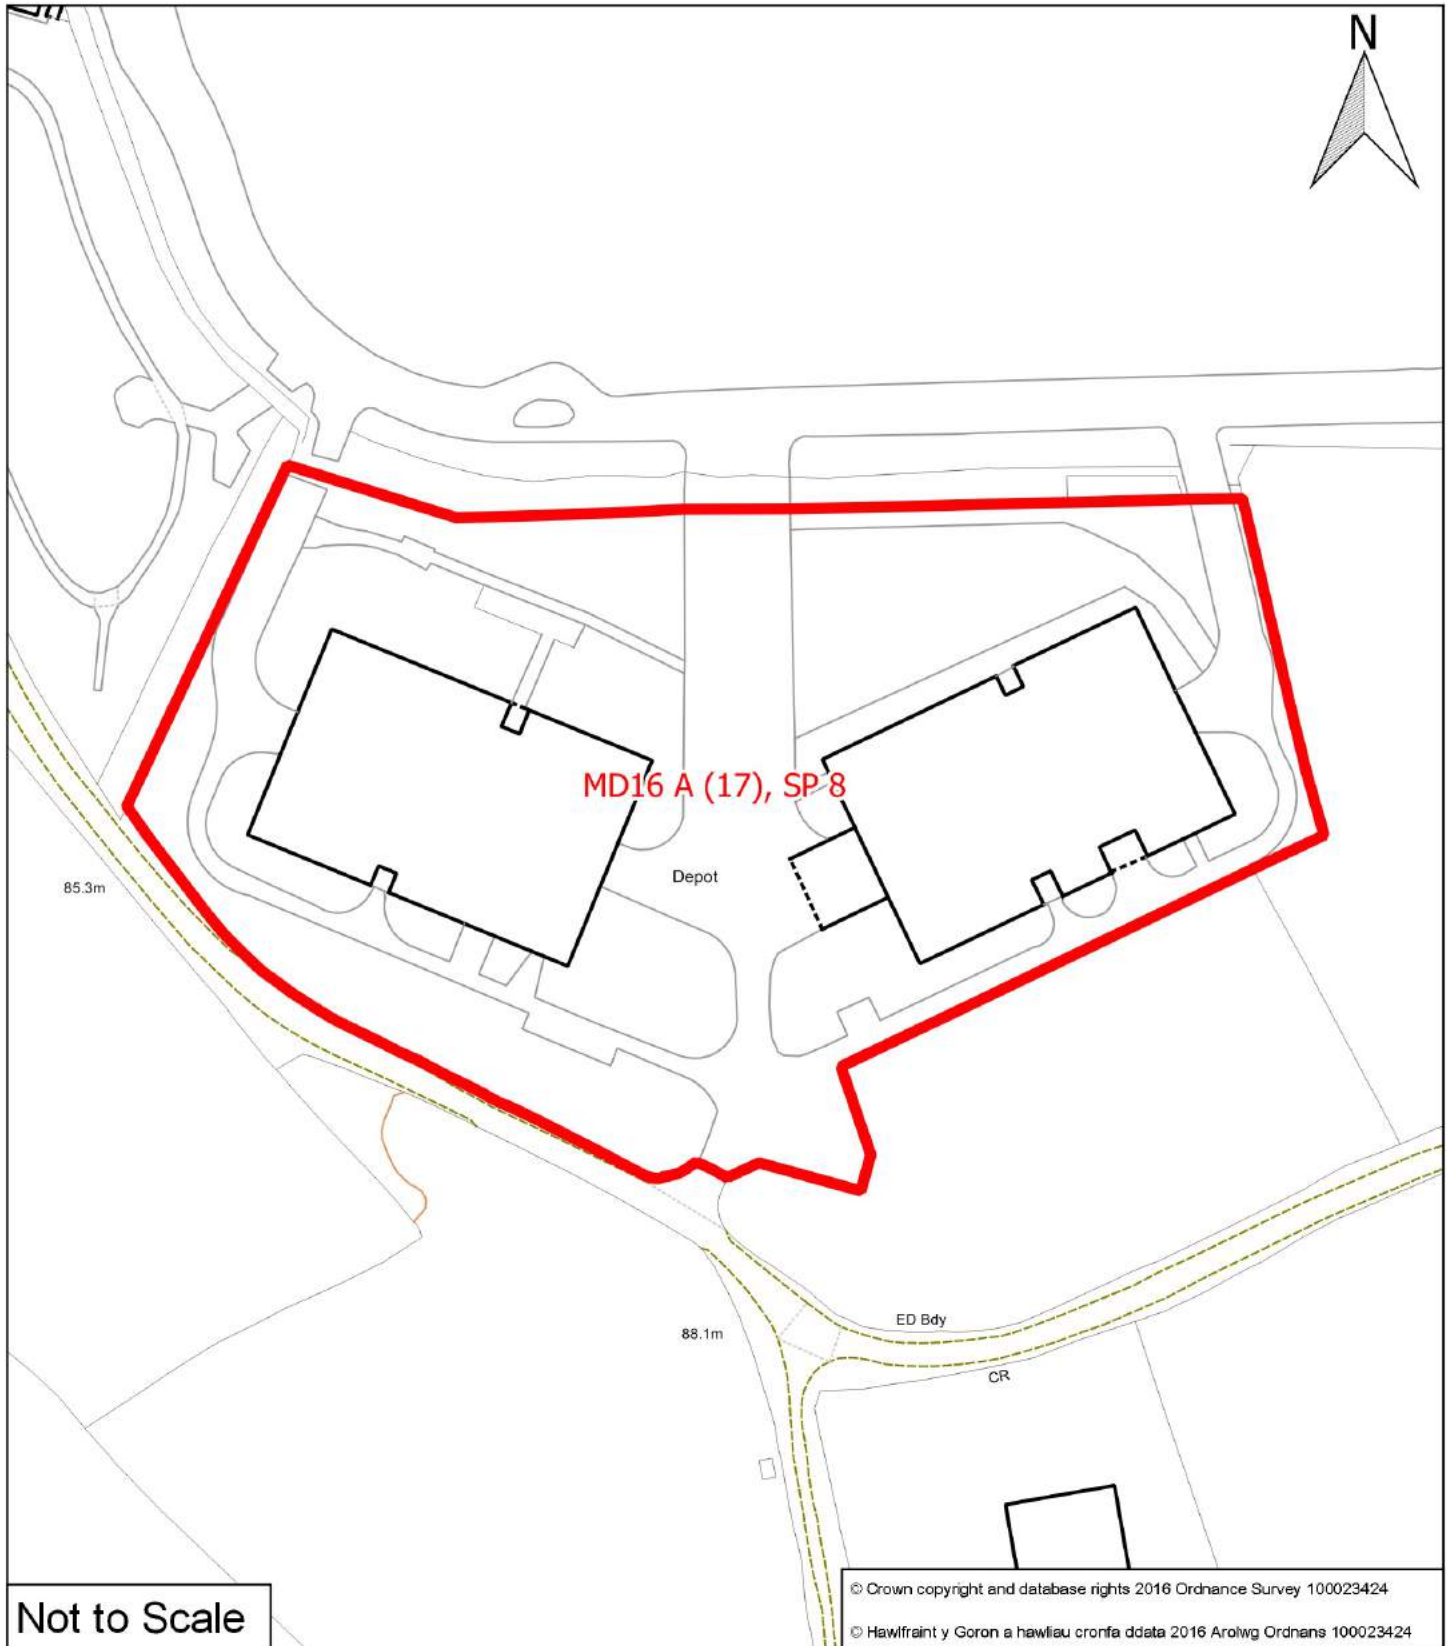 N
MD16 A (17), SP 8
Depot
85.3m
ED Bdy
88.1m
CR
Not to Scale
© Crown copyright and database rights 2016 Ordnance Survey 100023424
© Hawlfraint y Goron a hawliau cronfa ddata 2016 Arolwg Ordnans 100023424